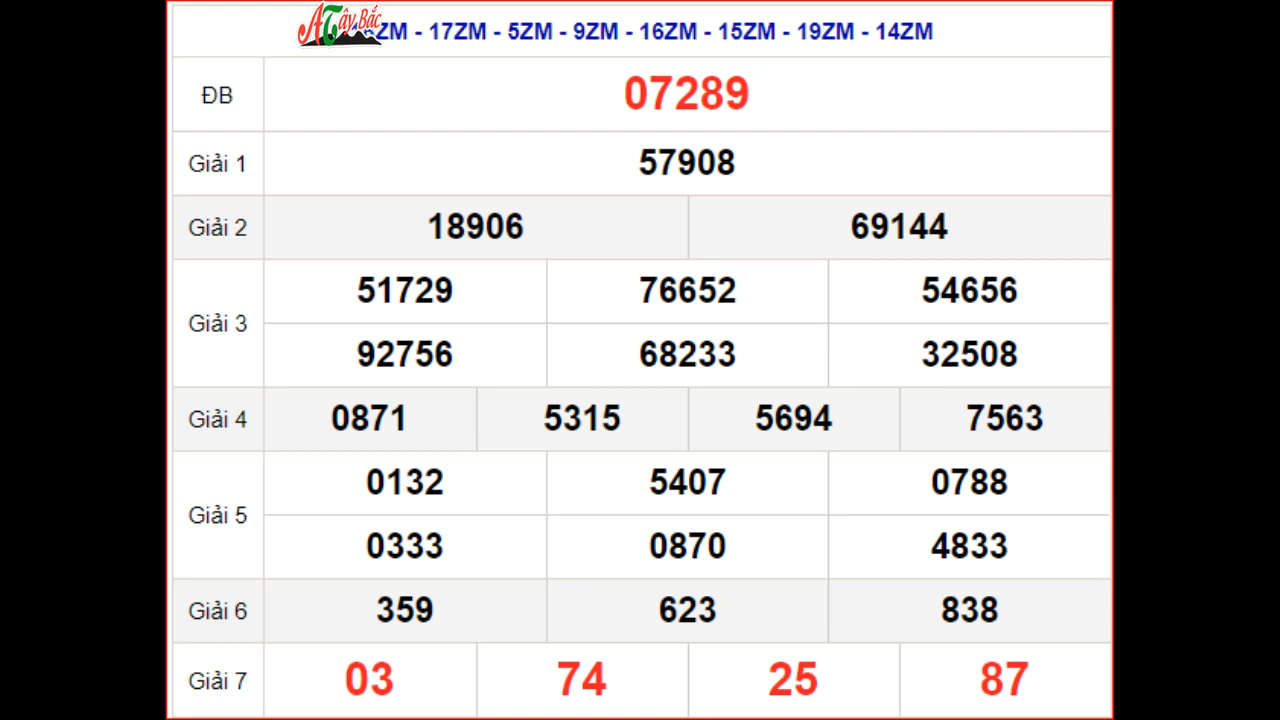 ATây Bắc
ZM - 17ZM - 5ZM - 9ZM - 16ZM - 15ZM - 19ZM - 14ZM
ĐB 07289
Giải 1 57908
Giải 2 18906 69144
Giải 3 51729 76652 54656
92756 68233 32508
Giải 4 0871 5315 5694 7563
Giải 5 0132 5407 0788
0333 0870 4833
Giải 6 359 623 838
Giải 7 03 74 25 87